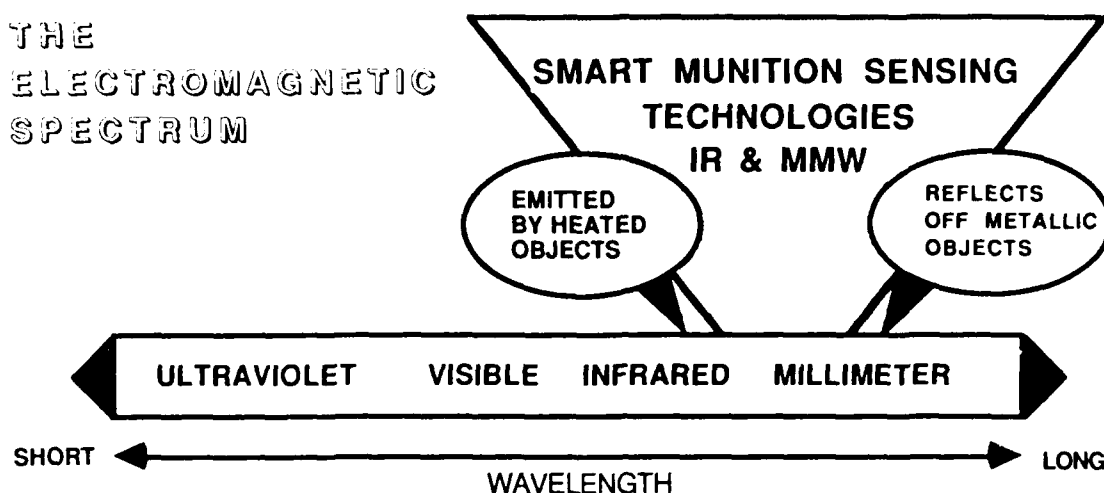 THE
ELECTROMAGNETIC
SPECTRUM
SMART MUNITION SENSING
TECHNOLOGIES
IR & MMW
EMITTED
BY HEATED
OBJECTS
REFLECTS
OFF METALLIC
OBJECTS
ULTRAVIOLET VISIBLE INFRARED MILLIMETER
SHORT LONG
WAVELENGTH